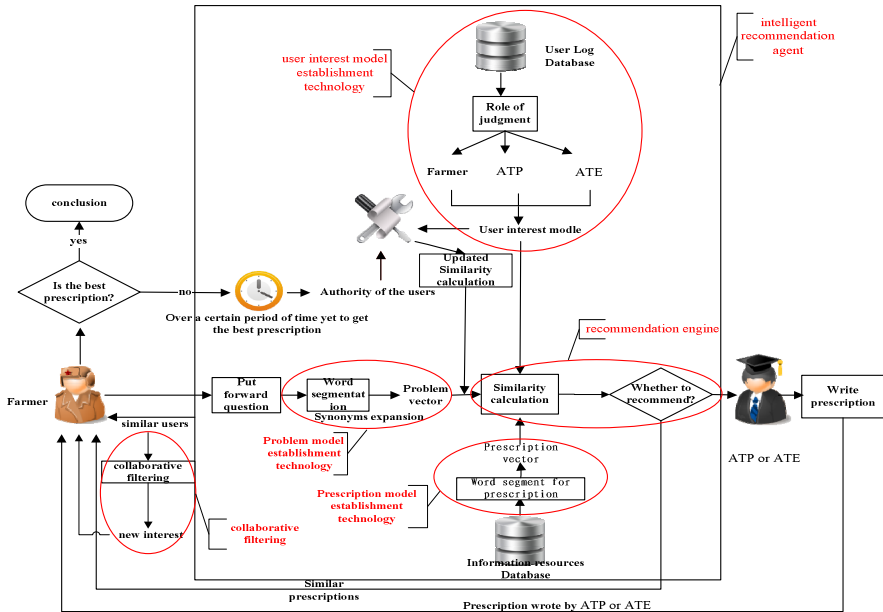 intelligent
recommendation
agent
user interest model
establishment
technology
User Log
Database
Role of
judgment
Farmer
ATP
ATE
User interest modle
conclusion
yes
Is the best
prescription?
no
Over a certain period of time yet to get
the best prescription
Authority of the users
Updated
Similarity
calculation
recommendation engine
Farmer
Put
forward
question
Word
segmentat
ion
Synonyms expansion
Problem
vector
Similarity
calculation
Whether to
recommend?
Write
prescription
ATP or ATE
similar users
collaborative
filtering
new interest
collaborative
filtering
Problem model
establishment
technology
Prescription
vector
Word segment for
prescription
Prescription model
establishment
technology
Information resources
Database
Similar
prescriptions
Prescription wrote by ATP or ATE